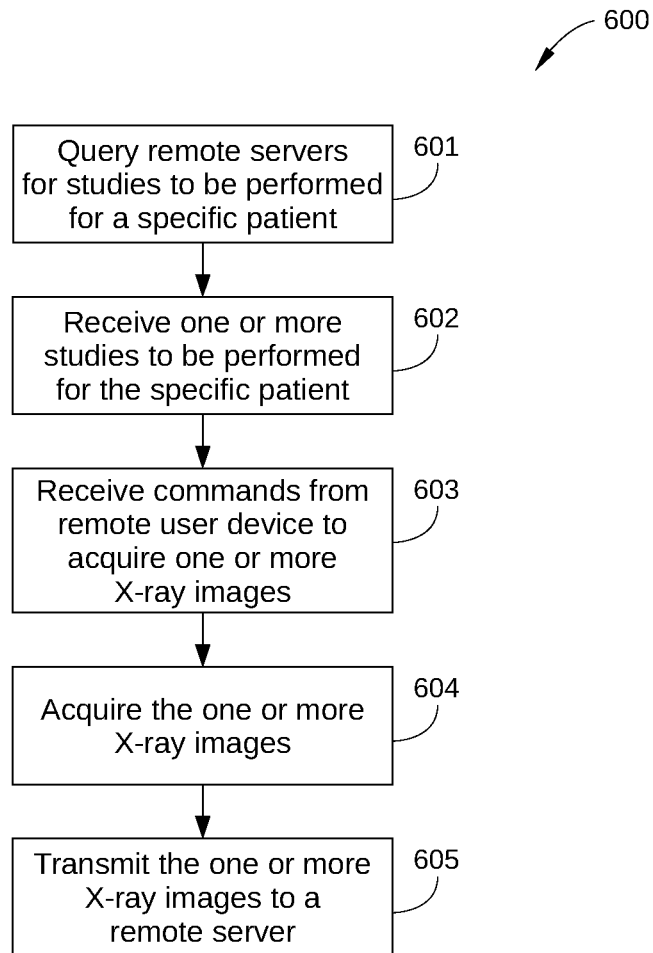 600
Query remote servers
for studies to be performed
for a specific patient
601
Receive one or more
studies to be performed
for the specific patient
602
Receive commands from
remote user device to
acquire one or more
X-ray images
603
Acquire the one or more
X-ray images
604
Transmit the one or more
X-ray images to a
remote server
605